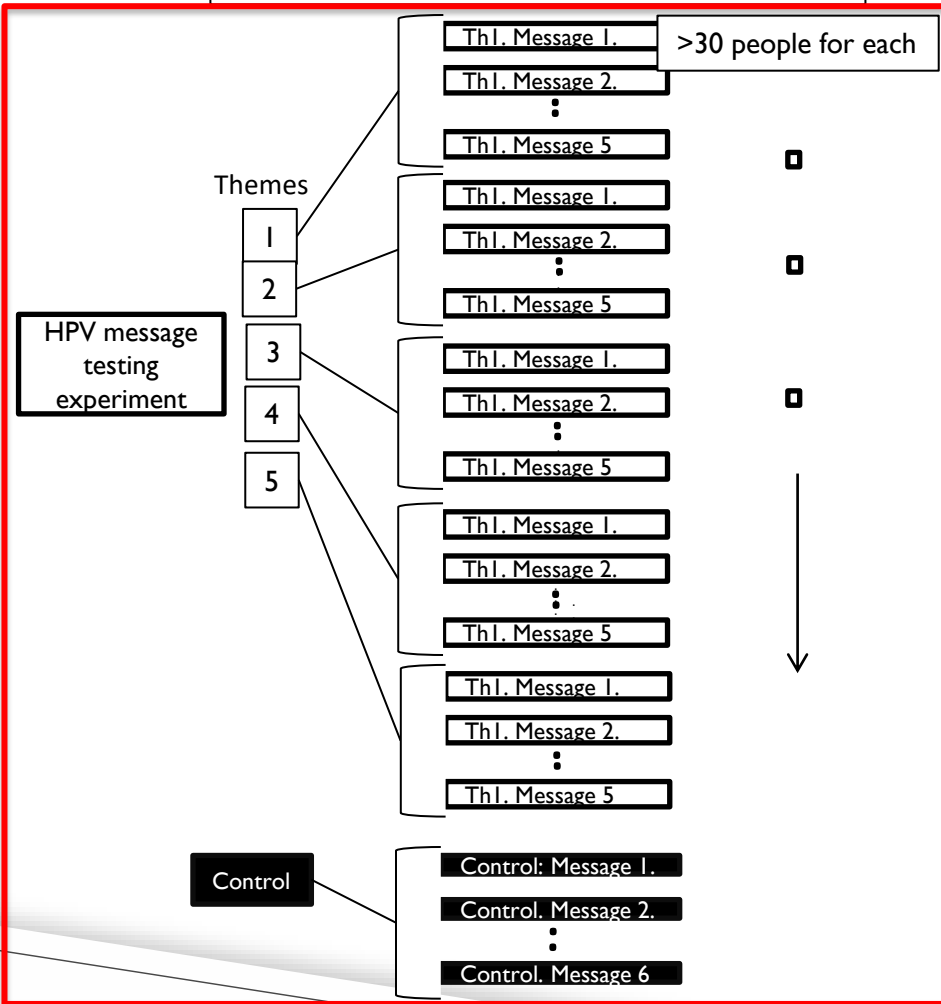 Th1. Message 1.
>30 people for each
Th1. Message 2.
Th1. Message 5
Themes
1
2
3
4
5
HPV message
testing
experiment
Th1. Message 1.
Th1. Message 2.
Th1. Message 5
Th1. Message 1.
Th1. Message 2.
Th1. Message 5
Th1. Message 1.
Th1. Message 2.
Th1. Message 5
Th1. Message 1.
Th1. Message 2.
Th1. Message 5
Control
Control: Message 1.
Control. Message 2.
Control. Message 6